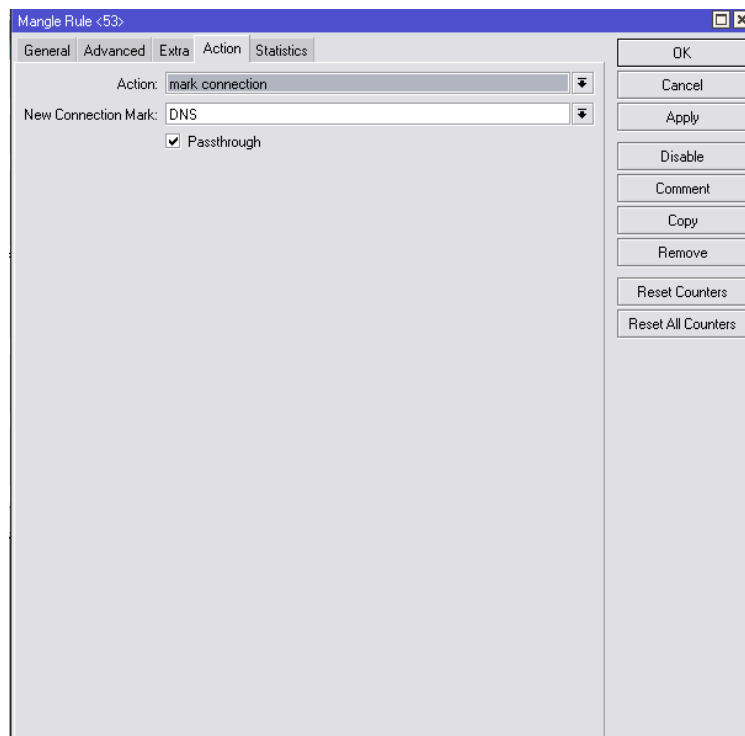 Mangle Rule <53>
General Advanced Extra Action Statistics
Action: mark connection
New Connection Mark: DNS
Passthrough
OK
Cancel
Apply
Disable
Comment
Copy
Remove
Reset Counters
Reset All Counters